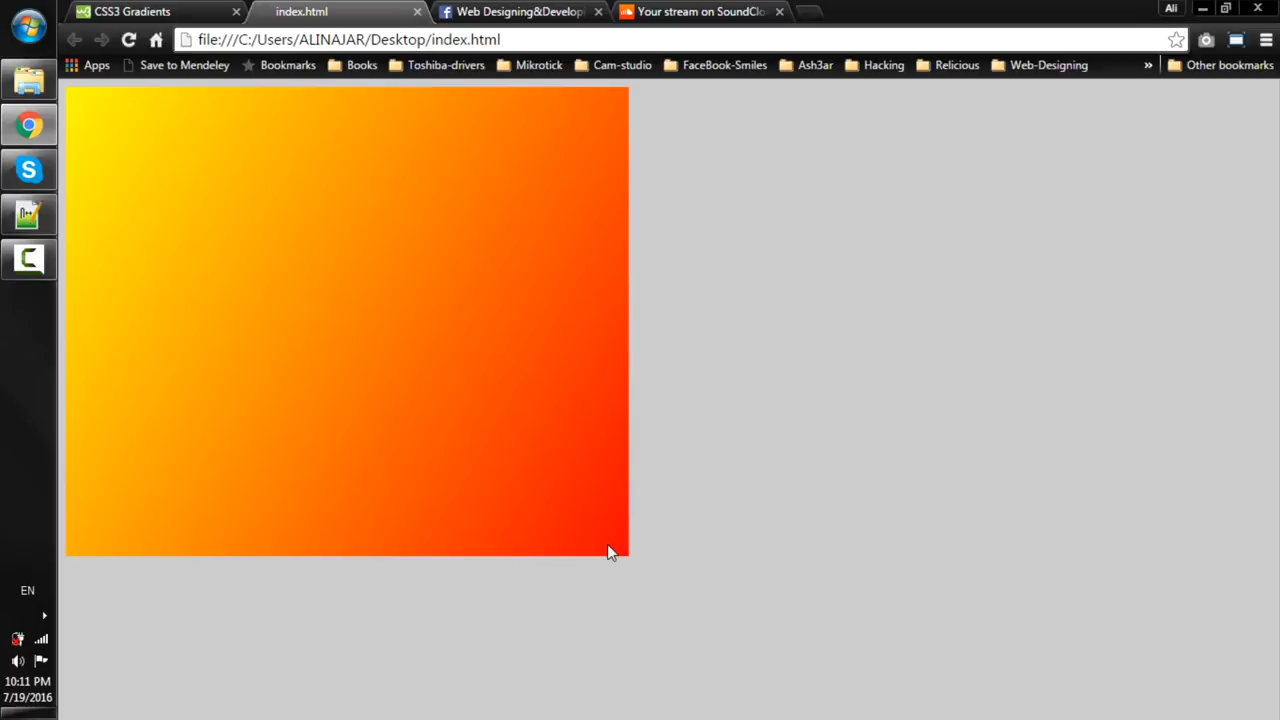 CSS3 Gradients
index.html
Web Designing&Develop
Your stream on SoundClo
Ali
file:///C:/Users/ALINAJAR/Desktop/index.html
Apps
Save to Mendeley
Bookmarks
Books
Toshiba-drivers
Mikrotick
Cam-studio
FaceBook-Smiles
Ash3ar
Hacking
Relicious
Web-Designing
»
Other bookmarks
EN
10:11 PM
7/19/2016